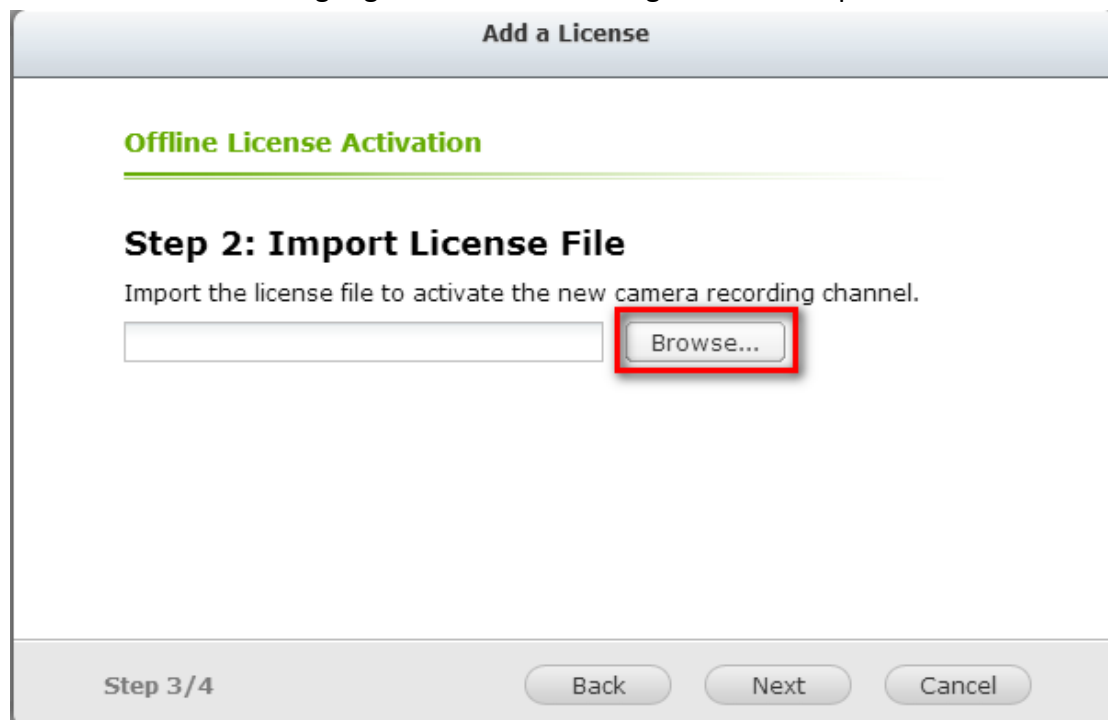 Add a License
Offline License Activation
Step 2: Import License File
Import the license file to activate the new camera recording channel.
Browse...
Step 3/4
Back
Next
Cancel